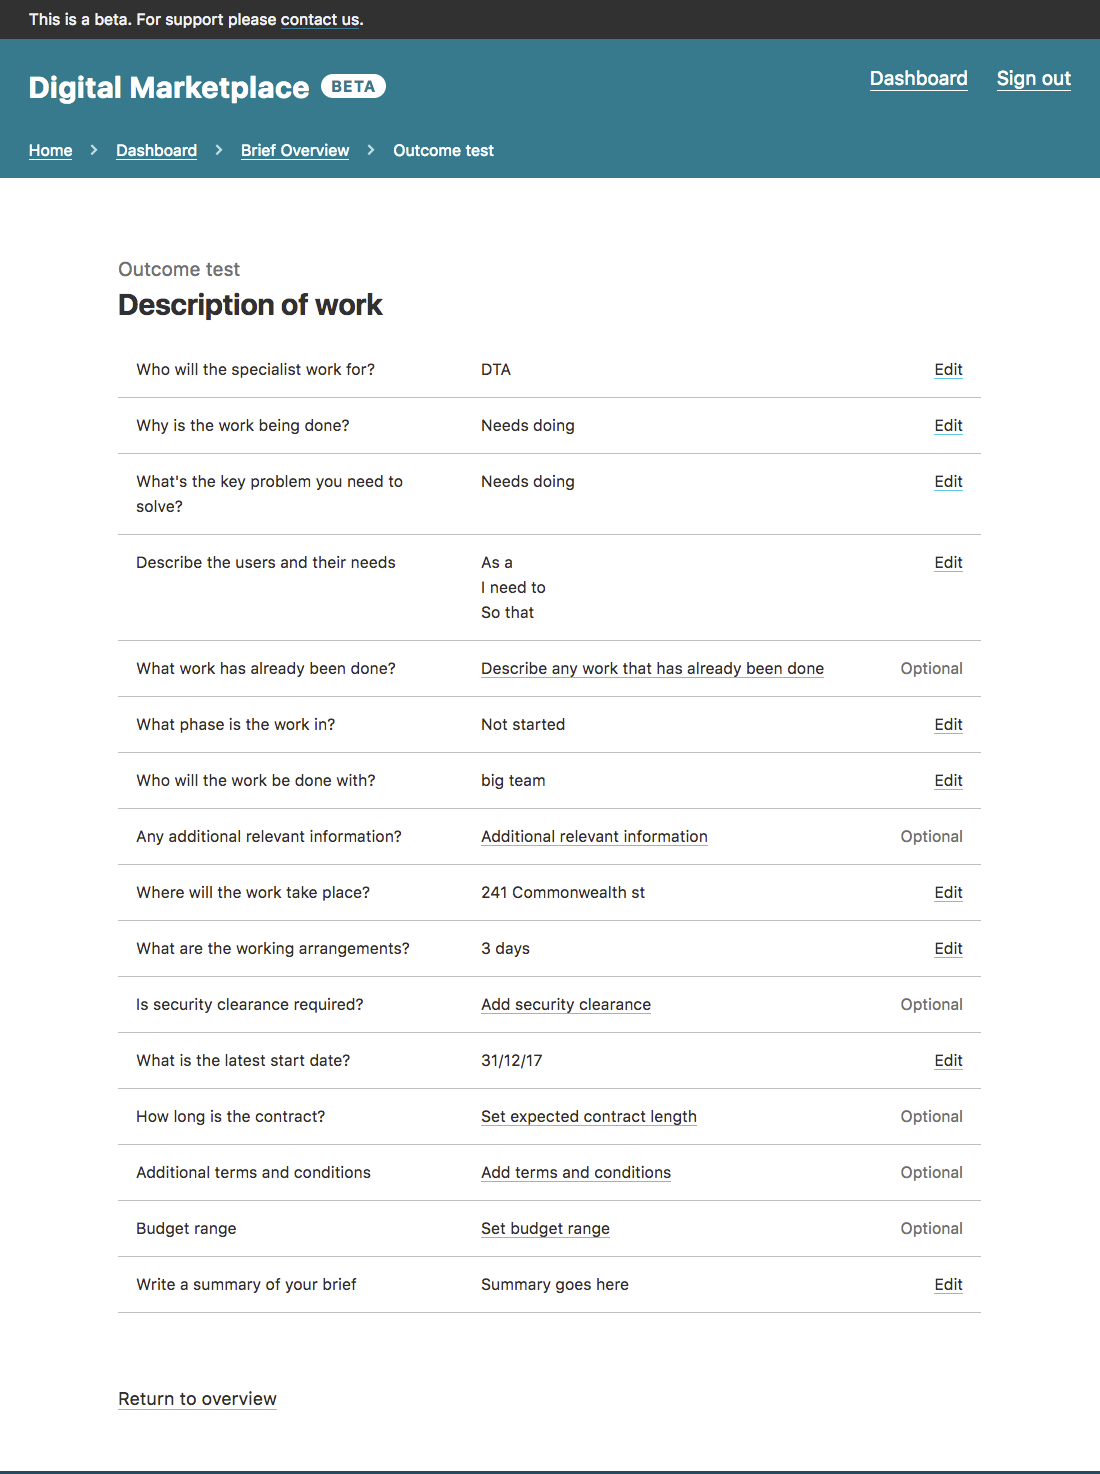 This is a beta. For support please contact us.
Digital Marketplace BETA
Dashboard Sign out
Home > Dashboard > Brief Overview > Outcome test
Outcome test
Description of work
Who will the specialist work for? DTA Edit
Why is the work being done? Needs doing Edit
What's the key problem you need to Needs doing Edit
solve?
Describe the users and their needs As a Edit
I need to
So that
What work has already been done? Describe any work that has already been done Optional
What phase is the work in? Not started Edit
Who will the work be done with? big team Edit
Any additional relevant information? Additional relevant information Optional
Where will the work take place? 241 Commonwealth st Edit
What are the working arrangements? 3 days Edit
Is security clearance required? Add security clearance Optional
What is the latest start date? 31/12/17 Edit
How long is the contract? Set expected contract length Optional
Additional terms and conditions Add terms and conditions Optional
Budget range Set budget range Optional
Write a summary of your brief Summary goes here Edit
Return to overview